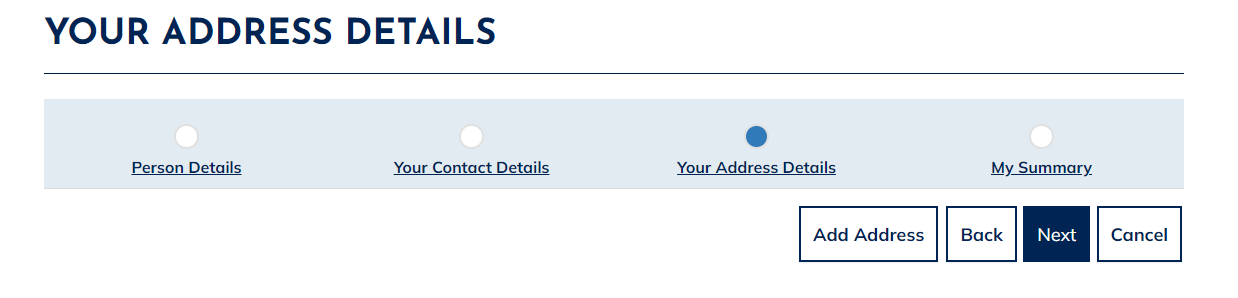 YOUR ADDRESS DETAILS
Person Details Your Contact Details Your Address Details My Summary
Add Address Back Next Cancel